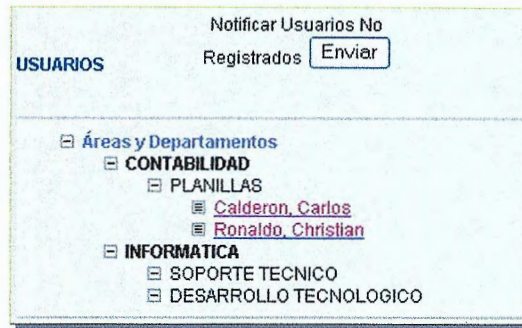 Notificar Usuarios No
USUARIOS Registrados Enviar
Áreas y Departamentos
CONTABILIDAD
PLANILLAS
Calderon, Carlos
Ronaldo, Christian
INFORMATICA
SOPORTE TECNICO
DESARROLLO TECNOLOGICO